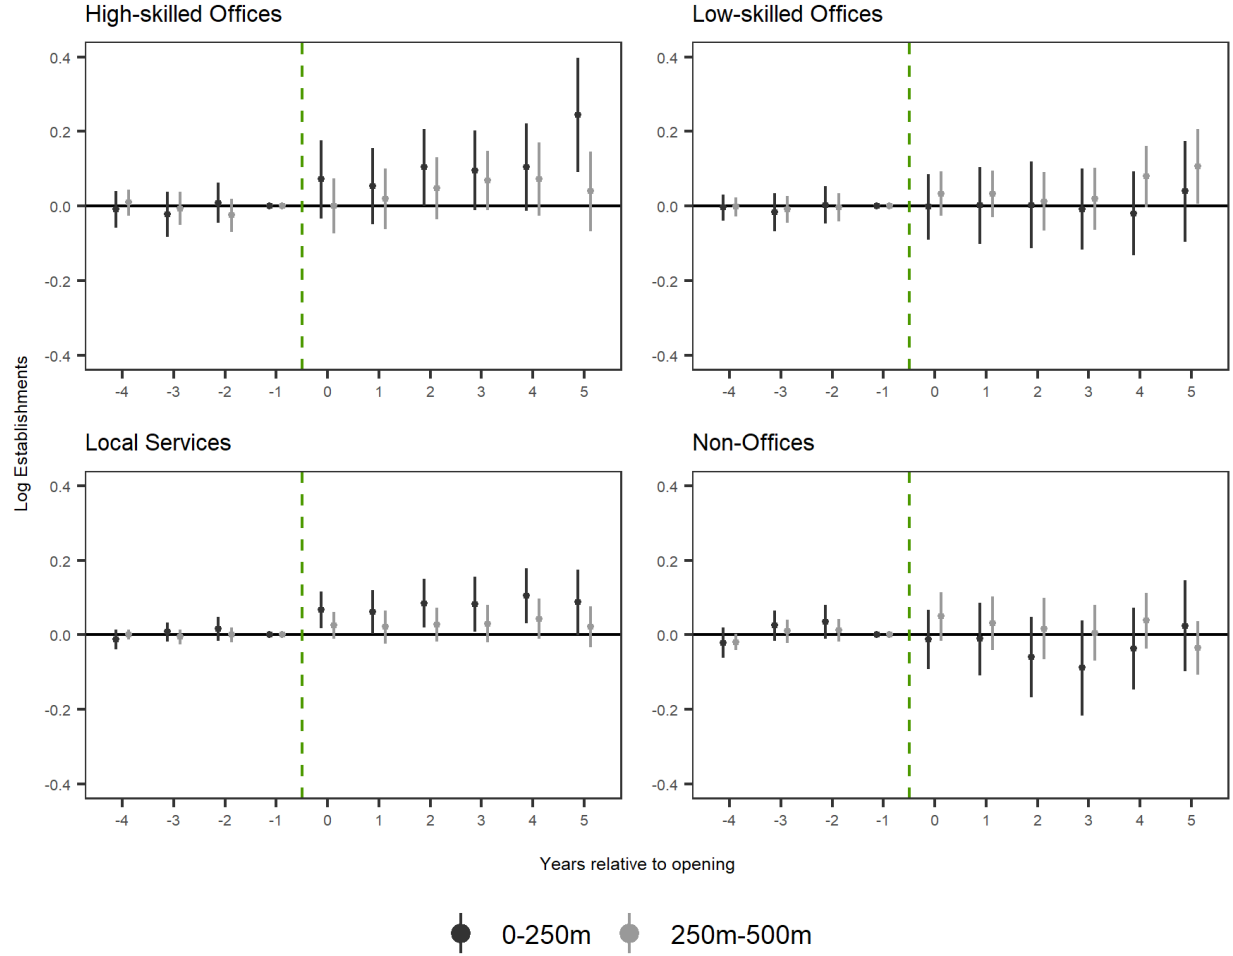 High-skilled Offices
Low-skilled Offices
0.4
0.2
0.0
-0.2
-0.4
-4 -3 -2 -1 0 1 2 3 4 5
0.4
0.2
0.0
-0.2
-0.4
-4 -3 -2 -1 0 1 2 3 4 5
Log Establishments
Local Services
Non-Offices
0.4
0.2
0.0
-0.2
-0.4
-4 -3 -2 -1 0 1 2 3 4 5
0.4
0.2
0.0
-0.2
-0.4
-4 -3 -2 -1 0 1 2 3 4 5
Years relative to opening
0-250m 250m-500m